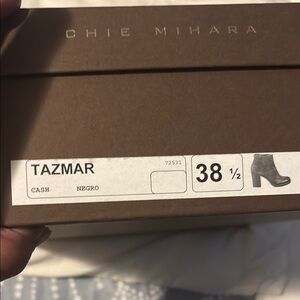 CHIE MIHARA
TAZMAR 72531 38 ½
CASH NEGRO